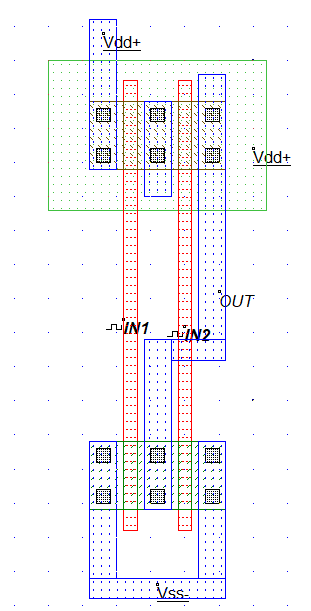 Vdd+
Vdd+
OUT
IN1
IN2
Vss-